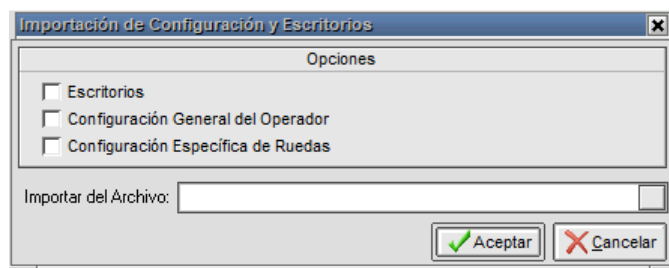 Importación de Configuración y Escritorios
Opciones
Escritorios
Configuración General del Operador
Configuración Específica de Ruedas
Importar del Archivo:
Aceptar
Cancelar